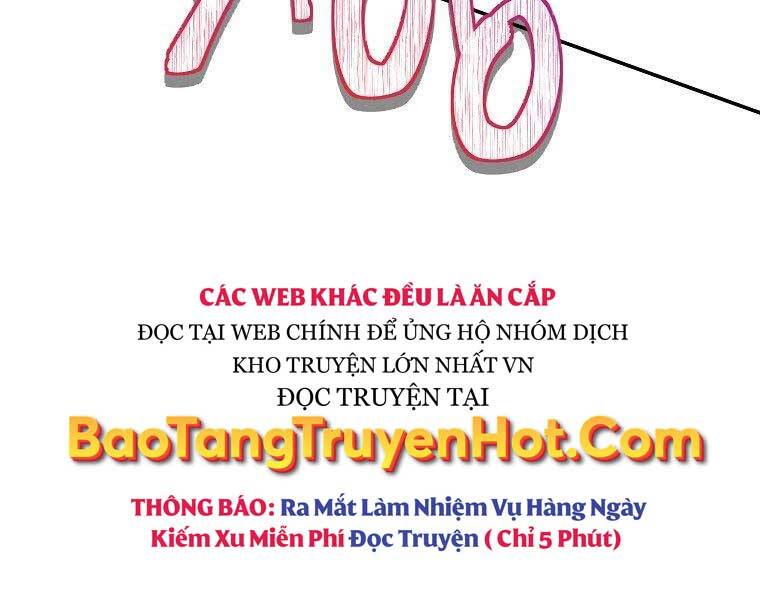 CÁC WEB KHÁC ĐỀU LÀ ĂN CẮP
ĐỌC TẠI WEB CHÍNH ĐỂ ỦNG HỘ NHÓM DỊCH
KHO TRUYỆN LỚN NHẤT VN
ĐỌC TRUYỆN TẠI
BaoTangTruyenHot.Com
THÔNG BÁO: Ra Mắt Làm Nhiệm Vụ Hàng Ngày
Kiếm Xu Miễn Phí Đọc Truyện ( Chỉ 5 Phút)